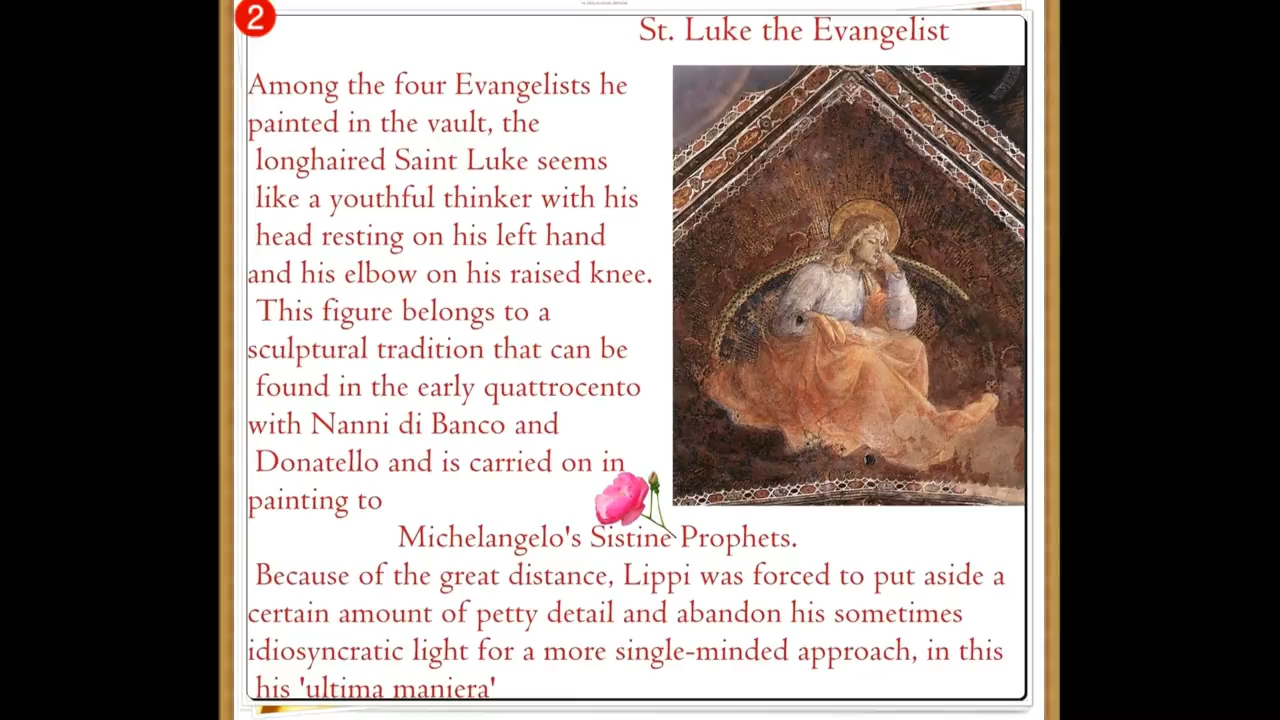 2
St. Luke the Evangelist
Among the four Evangelists he
painted in the vault, the
longhaired Saint Luke seems
like a youthful thinker with his
head resting on his left hand
and his elbow on his raised knee.
This figure belongs to a
sculptural tradition that can be
found in the early quattrocento
with Nanni di Banco and
Donatello and is carried on in
painting to
Michelangelo's Sistine Prophets.
Because of the great distance, Lippi was forced to put aside a
certain amount of petty detail and abandon his sometimes
idiosyncratic light for a more single-minded approach, in this
his 'ultima maniera'